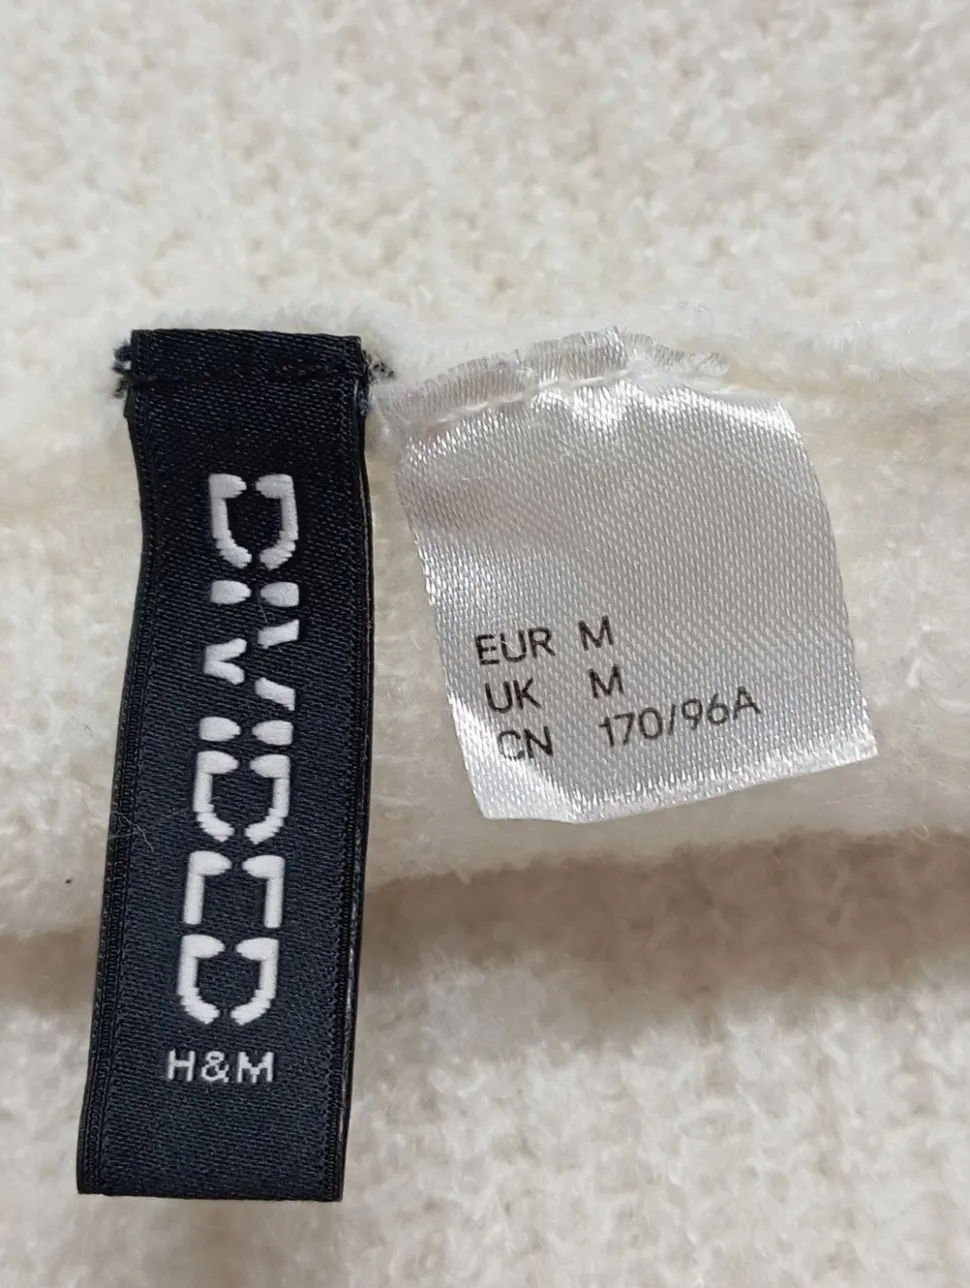 DIVIDED
H&M
EUR M
UK M
CN 170/96A